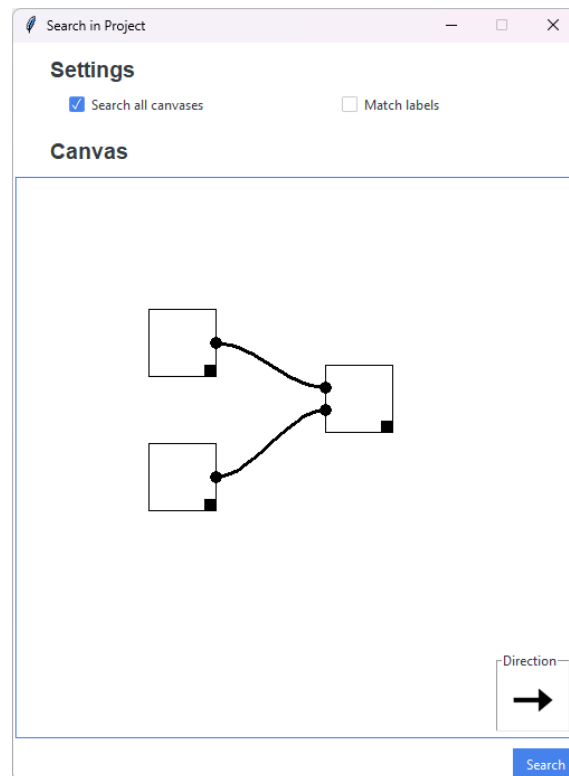 Search in Project
Settings
Search all canvases
Match labels
Canvas
Direction
Search